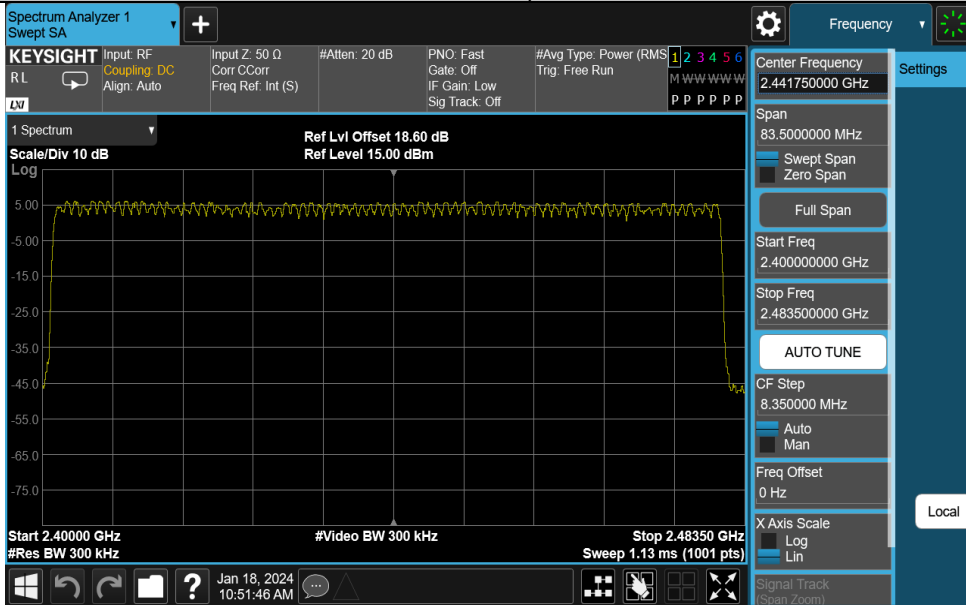 Spectrum Analyzer 1
Swept SA
+
Frequency
KEYSIGHT
RL
LXI
Input: RF
Coupling: DC
Align: Auto
Input Z: 50 Ω
Corr CCorr
Freq Ref: Int (S)
#Atten: 20 dB
PNO: Fast
Gate: Off
IF Gain: Low
Sig Track: Off
#Avg Type: Power (RMS
Trig: Free Run
1 2 3 4 5 6
M W W W W W
P P P P P P
1 Spectrum
Scale/Div 10 dB
Log
Ref Lvl Offset 18.60 dB
Ref Level 15.00 dBm
5.00
-5.00
-15.0
-25.0
-35.0
-45.0
-55.0
-65.0
-75.0
Start 2.40000 GHz
#Res BW 300 kHz
#Video BW 300 kHz
Stop 2.48350 GHz
Sweep 1.13 ms (1001 pts)
?
Jan 18, 2024
10:51:46 AM
Center Frequency
2.441750000 GHz
Span
83.5000000 MHz
Swept Span
Zero Span
Full Span
Start Freq
2.400000000 GHz
Stop Freq
2.483500000 GHz
AUTO TUNE
CF Step
8.350000 MHz
Auto
Man
Freq Offset
0 Hz
X Axis Scale
Log
Lin
Signal Track
(Span Zoom)
Settings
Local